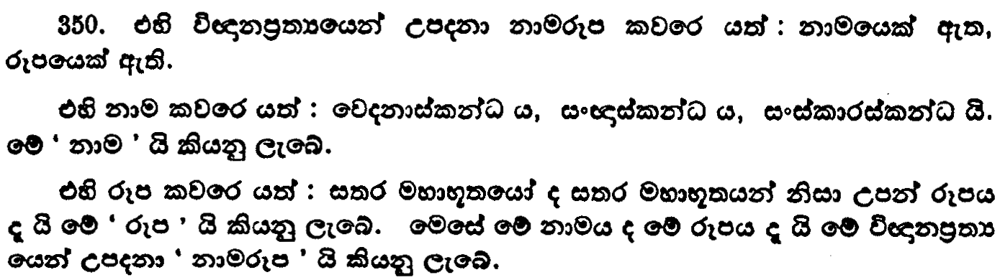 350. එහි විඥානප්‍රත්‍යයෙන් උපදනා නාමරූප කවරෙ යත් : නාමයෙක් ඇත,
රූපයෙක් ඇති.
එහි නාම කවරෙ යත් : වෙදනාස්කන්ධ ය, සංඥාස්කන්ධ ය, සංස්කාරස්කන්ධ යි.
මේ ‘ නාම ’ යි කියනු ලැබේ.
එහි රූප කවරෙ යත් : සතර මහාභූතයෝ ද සතර මහාභූතයන් නිසා උපන් රූපය
දු යි මේ ‘ රූප ’ යි කියනු ලැබේ. මෙසේ මේ නාමය ද මේ රූපය දු යි මේ විඥානප්‍රත්‍ය
යෙන් උපදනා ‘ නාමරූප ’ යි කියනු ලැබේ.